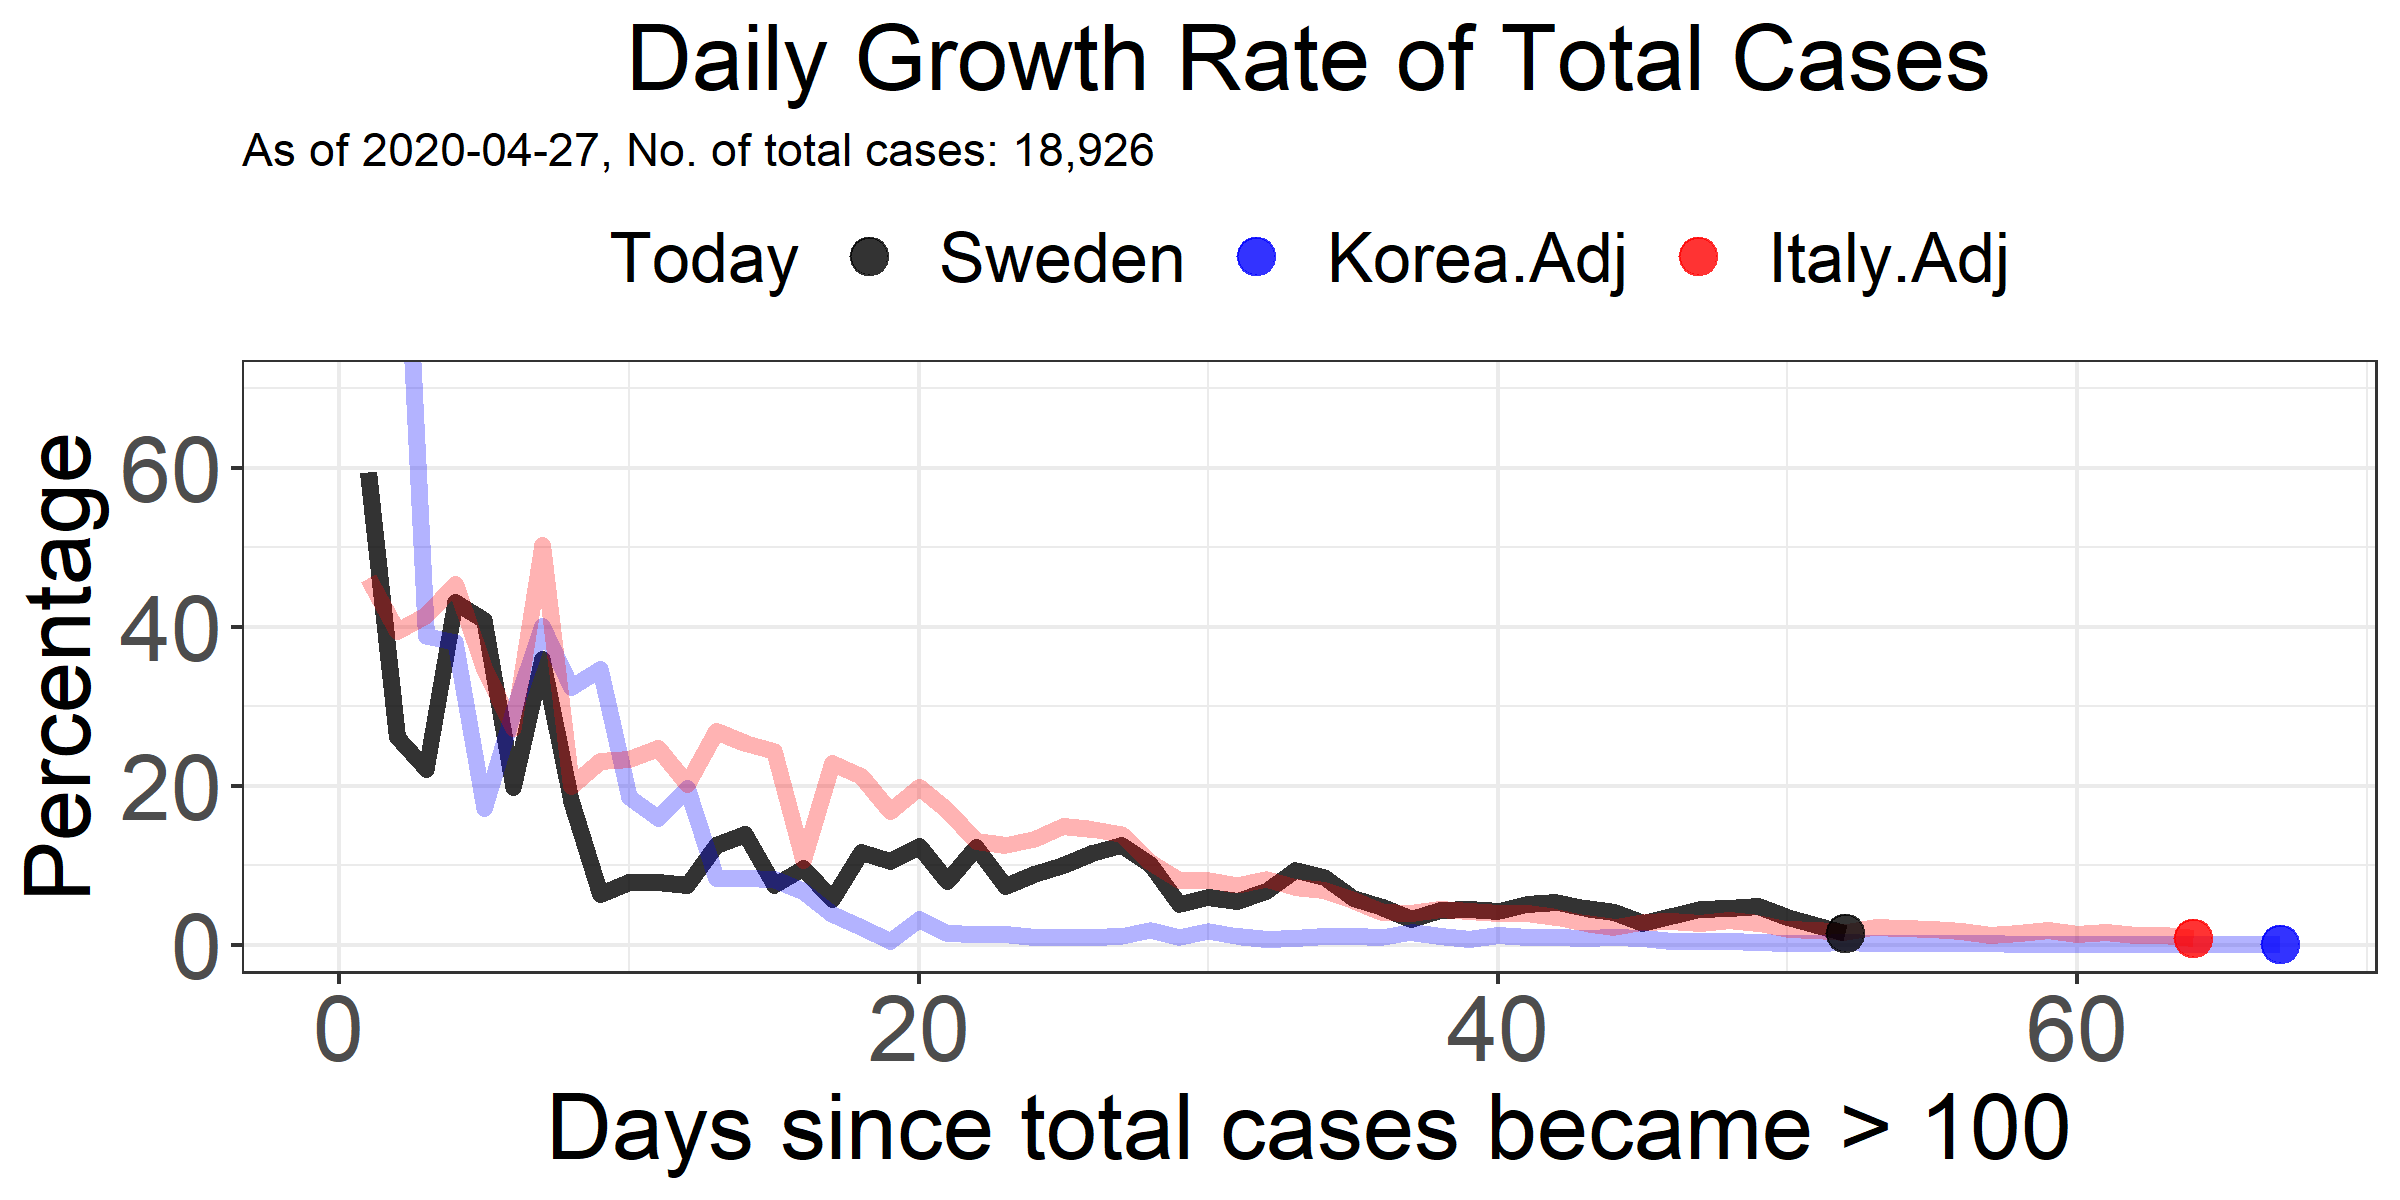 Daily Growth Rate of Total Cases
As of 2020-04-27, No. of total cases: 18,926
Today Sweden Korea.Adj Italy.Adj
Percentage
60
40
20
0
0 20 40 60
Days since total cases became > 100